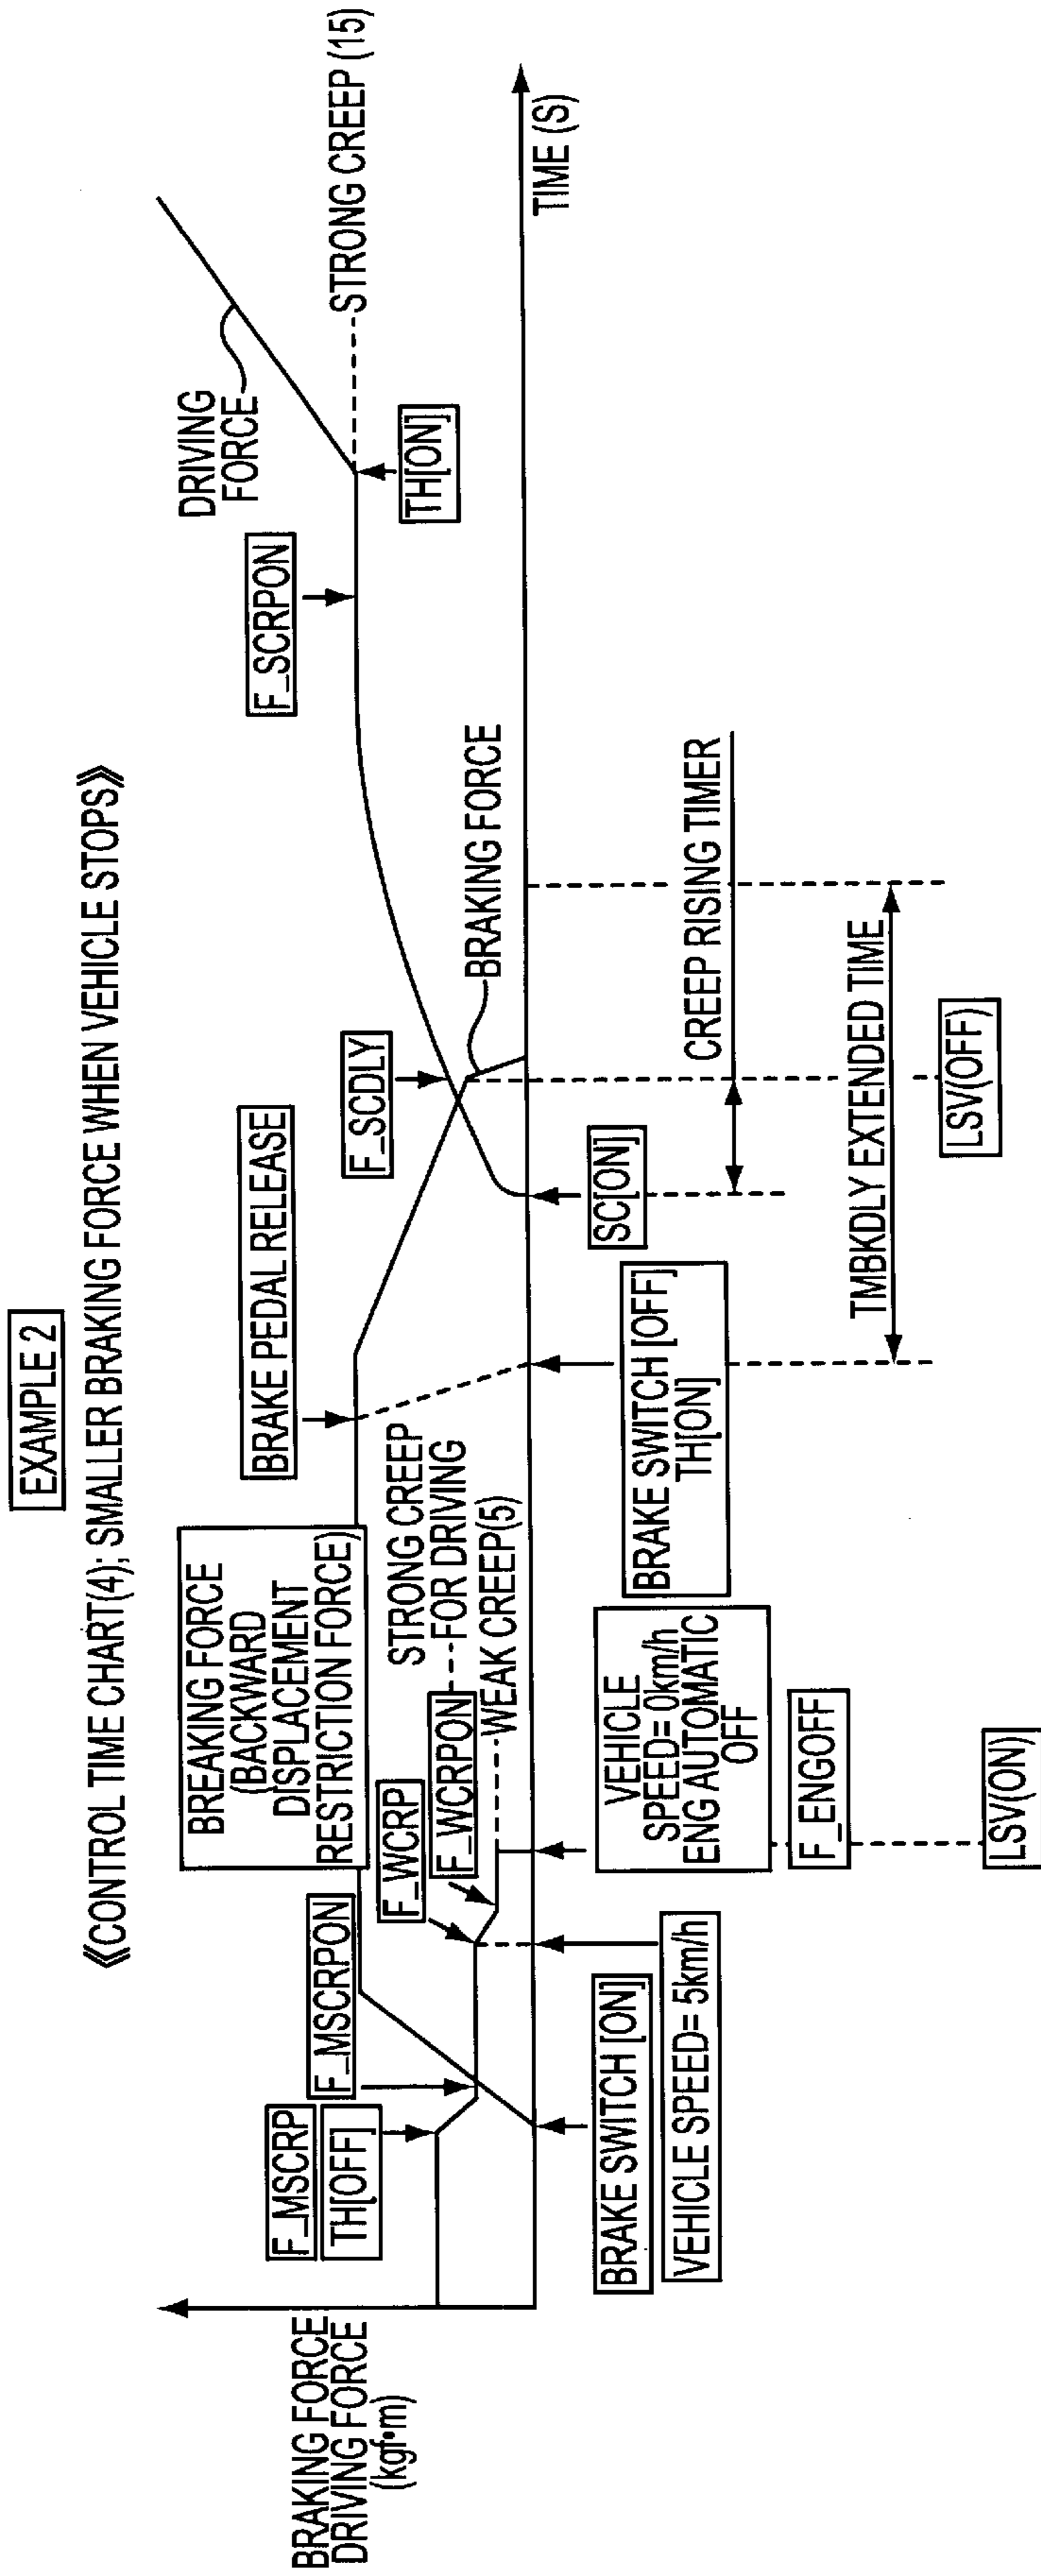 EXAMPLE 2
《CONTROL TIME CHART(4); SMALLER BRAKING FORCE WHEN VEHICLE STOPS》
BRAKING FORCE
DRIVING FORCE
(kgf•m)
F_MSCRP
TH[OFF]
F_MSCRPON
BREAKING FORCE
(BACKWARD
DISPLACEMENT
RESTRICTION FORCE)
F_WCRP
F_WCRPON
STRONG CREEP
FOR DRIVING
WEAK CREEP(5)
BRAKE PEDAL RELEASE
F_SCDLY
BRAKING FORCE
F_SCRPON
DRIVING
FORCE
TH[ON]
STRONG CREEP (15)
TIME (S)
BRAKE SWITCH [ON]
VEHICLE SPEED= 5km/h
VEHICLE
SPEED= 0km/h
ENG AUTOMATIC
OFF
F_ENGOFF
LSV(ON)
BRAKE SWITCH [OFF]
TH[ON]
SC[ON]
CREEP RISING TIMER
TMBKDLY EXTENDED TIME
LSV(OFF)